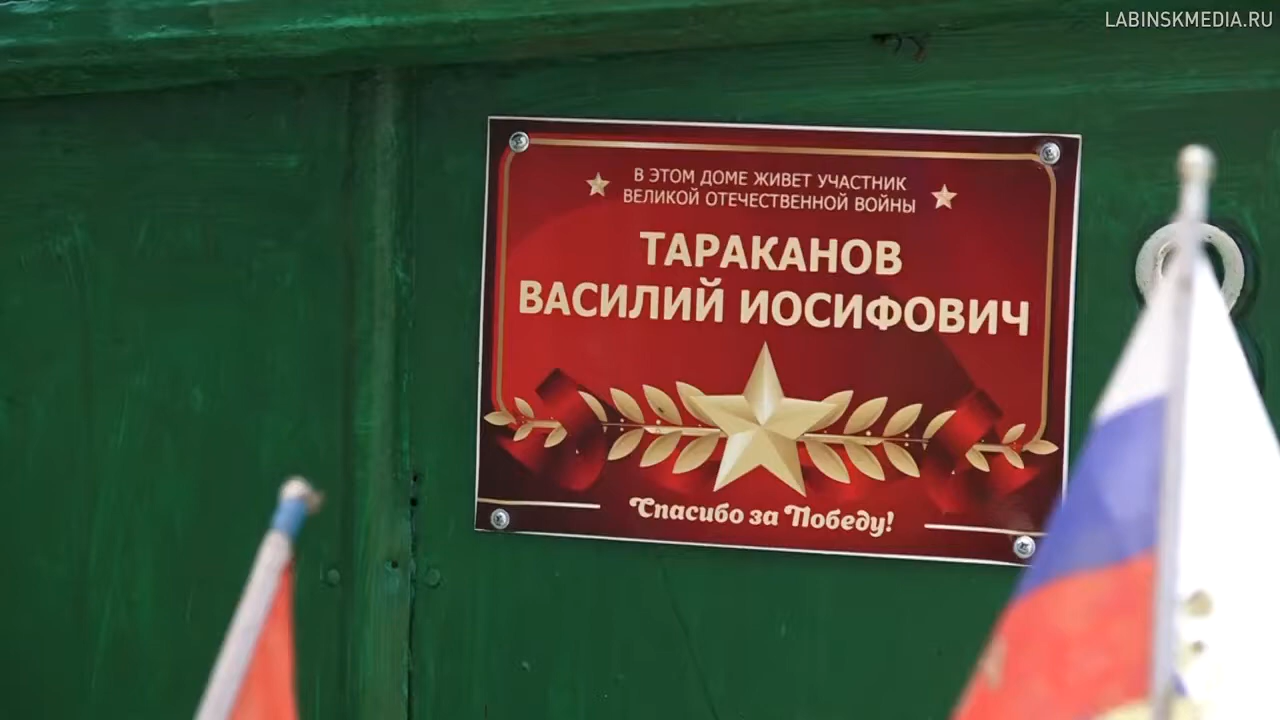 LABINSKMEDIA.RU
В ЭТОМ ДОМЕ ЖИВЕТ УЧАСТНИК
ВЕЛИКОЙ ОТЕЧЕСТВЕННОЙ ВОЙНЫ
ТАРАКАНОВ
ВАСИЛИЙ ИОСИФОВИЧ
Спасибо за Победу!